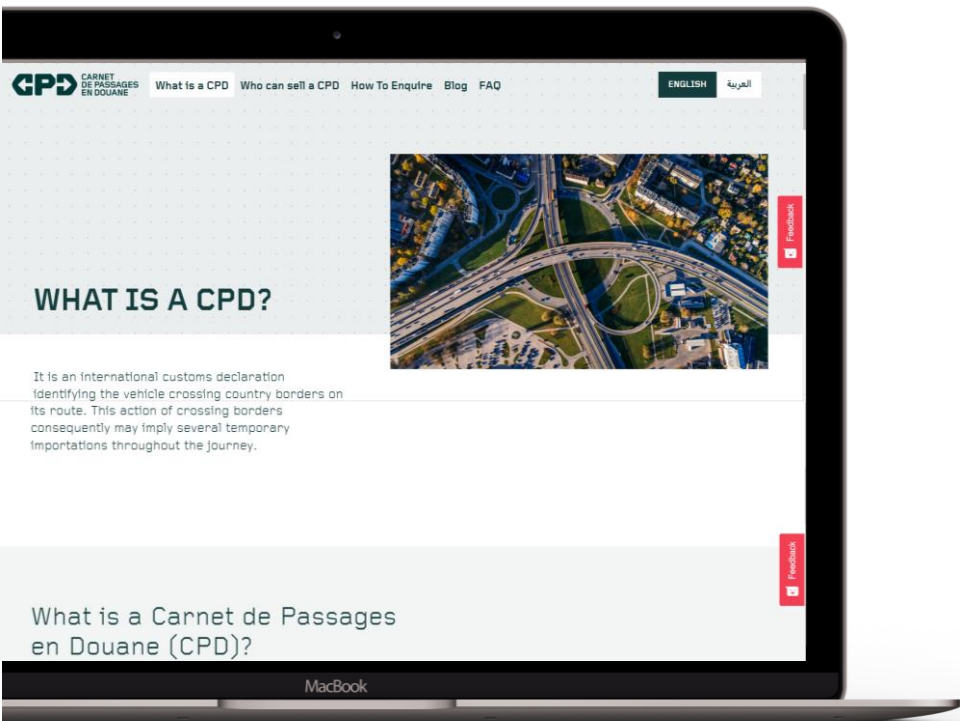 CPD
CARNET
DE PASSAGES
EN DOUANE
What is a CPD Who can sell a CPD How To Enquire Blog FAQ
ENGLISH العربية
Feedback
WHAT IS A CPD?
It is an international customs declaration
identifying the vehicle crossing country borders on
its route. This action of crossing borders
consequently may imply several temporary
importations throughout the journey.
Feedback
What is a Carnet de Passages
en Douane (CPD)?
MacBook